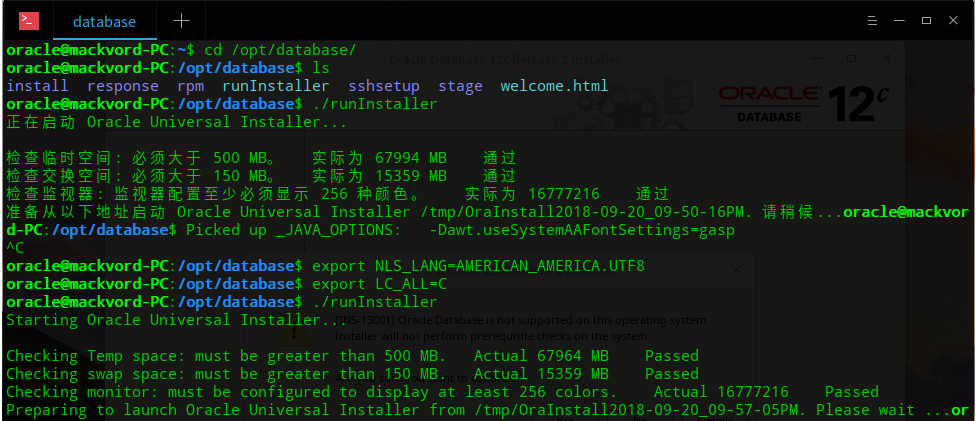 database
oracle@mackvord-PC:~$ cd /opt/database/
oracle@mackvord-PC:/opt/database$ ls
install response rpm runInstaller sshsetup stage welcome.html
oracle@mackvord-PC:/opt/database$ ./runInstaller
正在启动 Oracle Universal Installer...
检查临时空间: 必须大于 500 MB。 实际为 67994 MB 通过
检查交换空间: 必须大于 150 MB。 实际为 15359 MB 通过
检查监视器: 监视器配置至少必须显示 256 种颜色。 实际为 16777216 通过
准备从以下地址启动 Oracle Universal Installer /tmp/OraInstall2018-09-20_09-50-16PM. 请稍候...oracle@mackvor
d-PC:/opt/database$ Picked up _JAVA_OPTIONS: -Dawt.useSystemAAFontSettings=gasp
^C
oracle@mackvord-PC:/opt/database$ export NLS_LANG=AMERICAN_AMERICA.UTF8
oracle@mackvord-PC:/opt/database$ export LC_ALL=C
oracle@mackvord-PC:/opt/database$ ./runInstaller
Starting Oracle Universal Installer...
Checking Temp space: must be greater than 500 MB. Actual 67964 MB Passed
Checking swap space: must be greater than 150 MB. Actual 15359 MB Passed
Checking monitor: must be configured to display at least 256 colors. Actual 16777216 Passed
Preparing to launch Oracle Universal Installer from /tmp/OraInstall2018-09-20_09-57-05PM. Please wait ...or
Oracle Database 12c Release 2 Installer
ORACLE
DATABASE
12c
[INS-13001] Oracle Database is not supported on this operating system.
Installer will not perform prerequisite checks on the system.